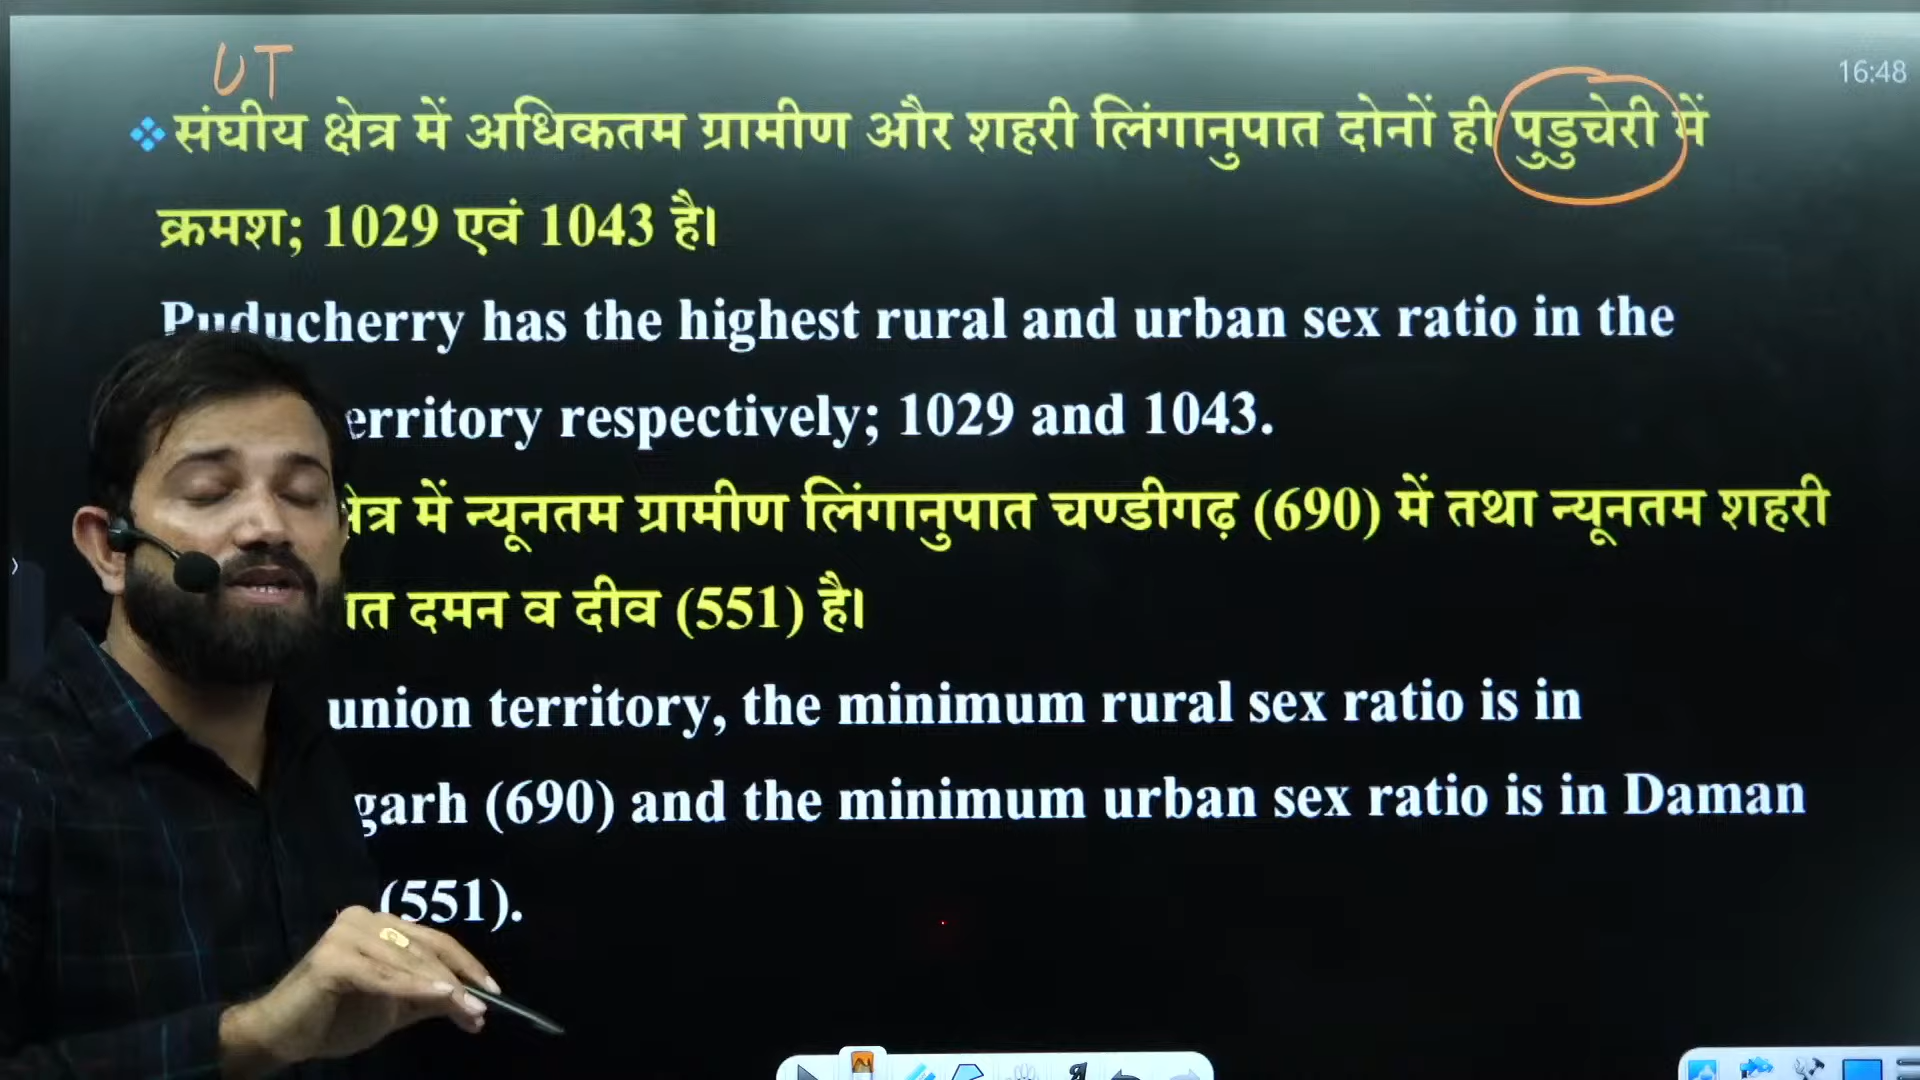 UT
16:48
❖ संघीय क्षेत्र में अधिकतम ग्रामीण और शहरी लिंगानुपात दोनों ही पुडुचेरी में
क्रमश; 1029 एवं 1043 है।
Puducherry has the highest rural and urban sex ratio in the
erritory respectively; 1029 and 1043.
में न्यूनतम ग्रामीण लिंगानुपात चण्डीगढ़ (690) में तथा न्यूनतम शहरी
दमन व दीव (551) है।
union territory, the minimum rural sex ratio is in
garh (690) and the minimum urban sex ratio is in Daman
(551).